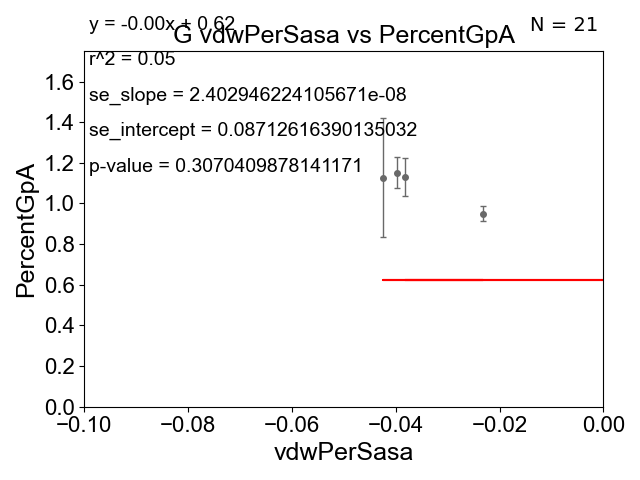 y = -0.00x + 0.62
G vdwPerSasa vs PercentGpA
N = 21
r^2 = 0.05
se_slope = 2.402946224105671e-08
se_intercept = 0.08712616390135032
p-value = 0.3070409878141171
PercentGpA
1.6
1.4
1.2
1.0
0.8
0.6
0.4
0.2
0.0
−0.10 −0.08 −0.06 −0.04 −0.02 0.00
vdwPerSasa